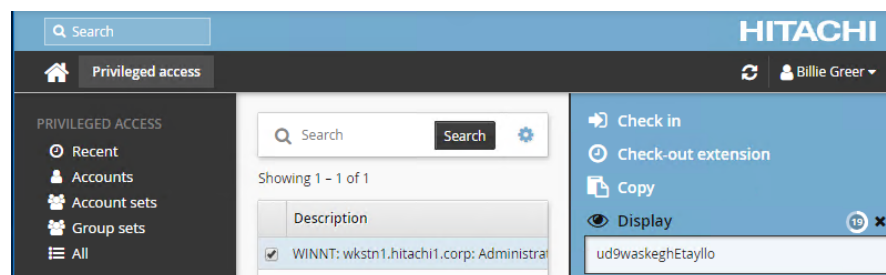 Search
HITACHI
Privileged access
Billie Greer
PRIVILEGED ACCESS
Recent
Accounts
Account sets
Group sets
All
Search
Search
Showing 1 – 1 of 1
Description
WINNT: wkstn1.hitachi1.corp: Administrat
Check in
Check-out extension
Copy
Display
19
ud9waskeghEtayllo